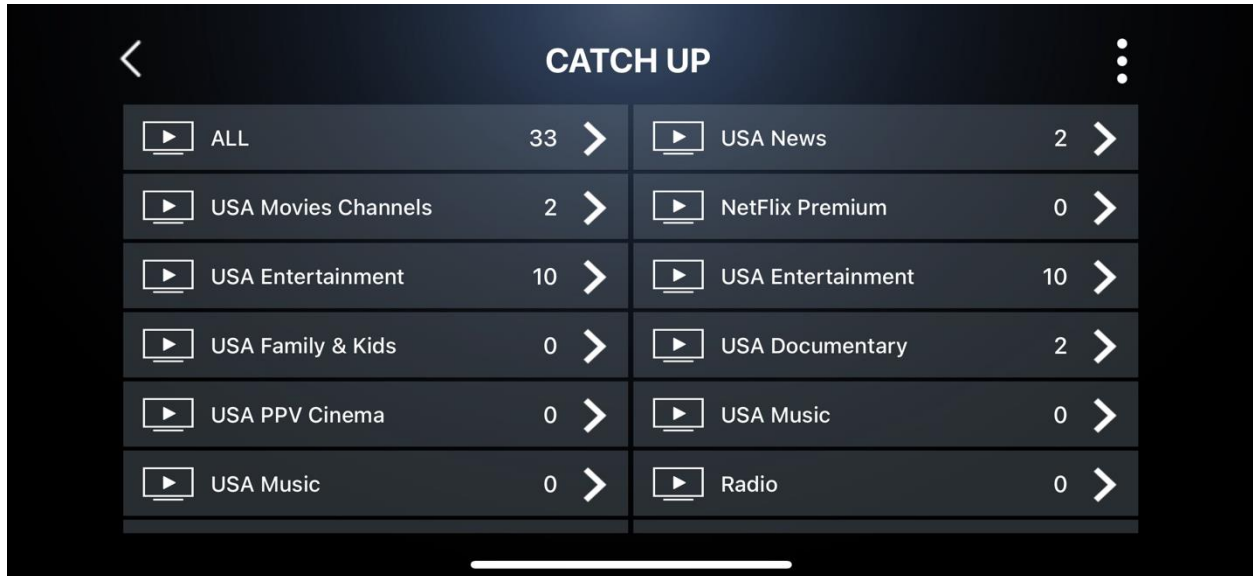 CATCH UP
ALL 33 USA News 2
USA Movies Channels 2 NetFlix Premium 0
USA Entertainment 10 USA Entertainment 10
USA Family & Kids 0 USA Documentary 2
USA PPV Cinema 0 USA Music 0
USA Music 0 Radio 0